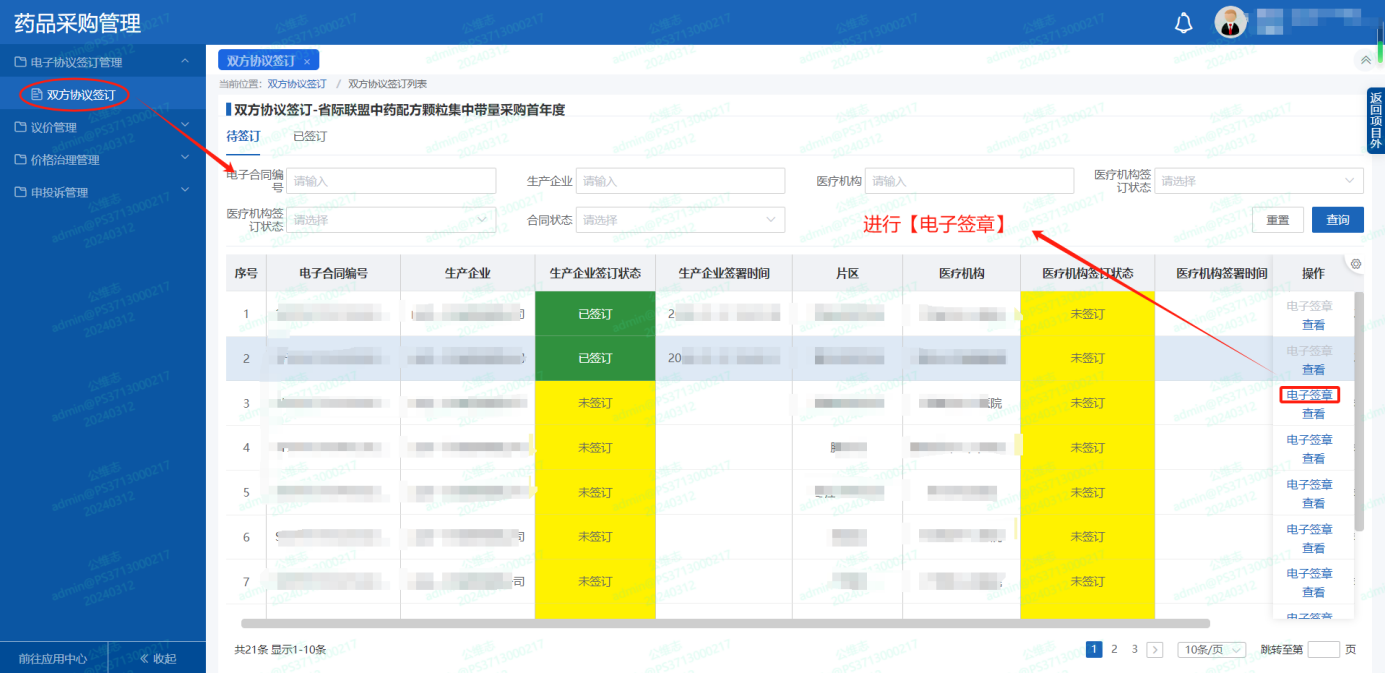 药品采购管理
电子协议签订管理
双方协议签订
议价管理
价格治理管理
申投诉管理
前往应用中心
« 收起
双方协议签订 ×
当前位置: 双方协议签订 / 双方协议签订列表
双方协议签订-省际联盟中药配方颗粒集中带量采购首年度
返回项目外
待签订 已签订
电子合同编号 请输入 生产企业 请输入 医疗机构 请输入 医疗机构签订状态 请选择
医疗机构签订状态 请选择 合同状态 请选择 重置 查询
进行【电子签章】
序号 电子合同编号 生产企业 生产企业签订状态 生产企业签署时间 片区 医疗机构 医疗机构签订状态 医疗机构签署时间 操作
1 司 已签订 2 未签订 电子签章 查看
2 已签订 20 未签订 电子签章 查看
3 未签订 医院 未签订 电子签章 查看
4 未签订 未签订 电子签章 查看
5 未签订 未签订 电子签章 查看
6 司 未签订 未签订 电子签章 查看
7 司 未签订 未签订 电子签章 查看
电子签章
共21条 显示1-10条 1 2 3 > 10条/页 跳转至第 页
公惟志
admin@PS3713000217
20240312